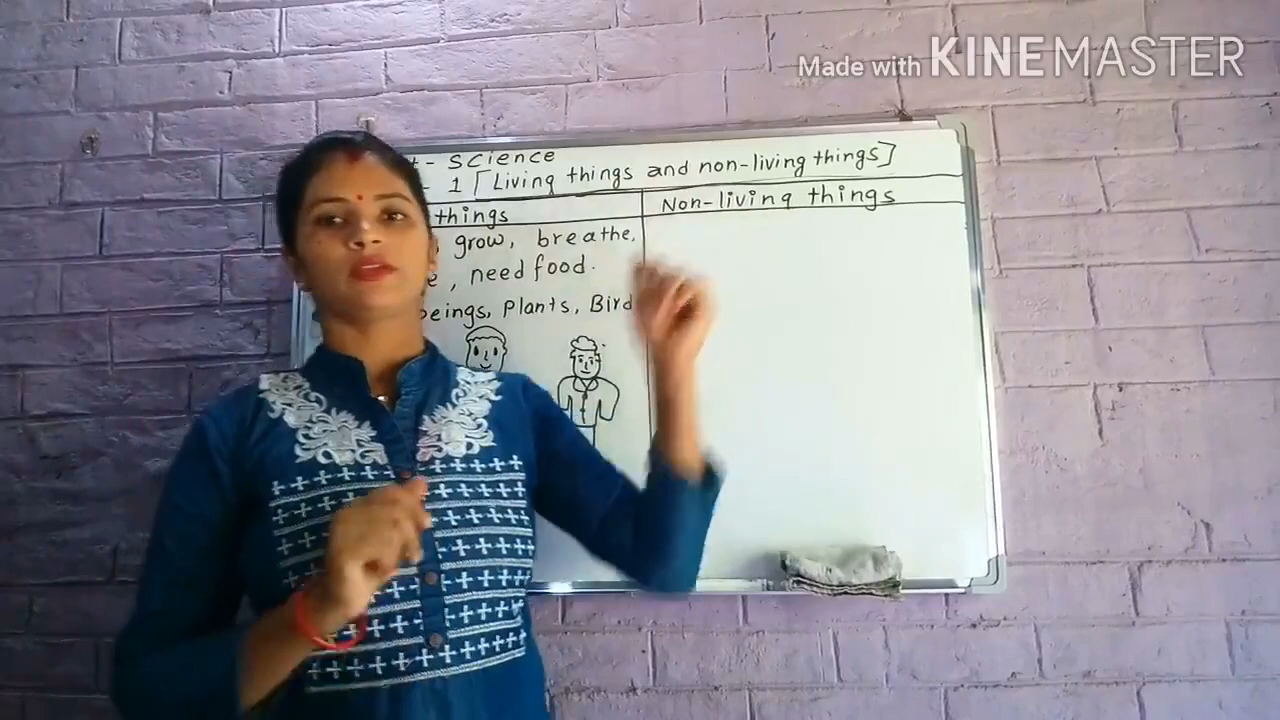 Made with KINEMASTER
- Science
- 1 [Living things and non-living things]
things
Non-living things
grow, breathe,
, need food.
beings, Plants, Bird